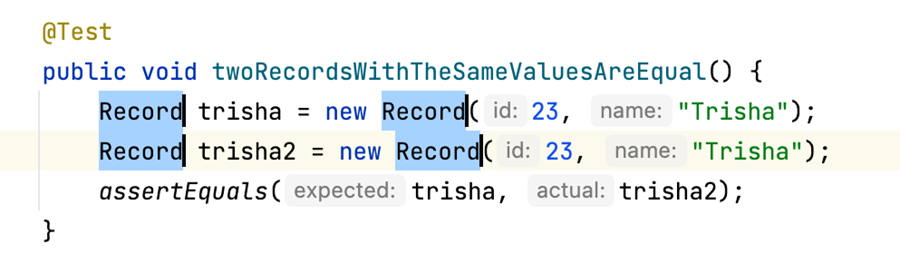 @Test
public void twoRecordsWithTheSameValuesAreEqual() {
Record trisha = new Record( id: 23, name: "Trisha");
Record trisha2 = new Record( id: 23, name: "Trisha");
assertEquals( expected: trisha, actual: trisha2);
}